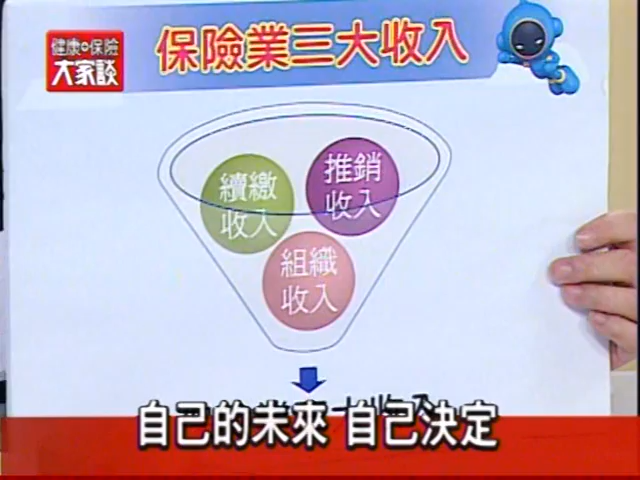 健康の保險
大家談
保險業三大收入
續繳
收入
推銷
收入
組織
收入
自己的未來 自己決定